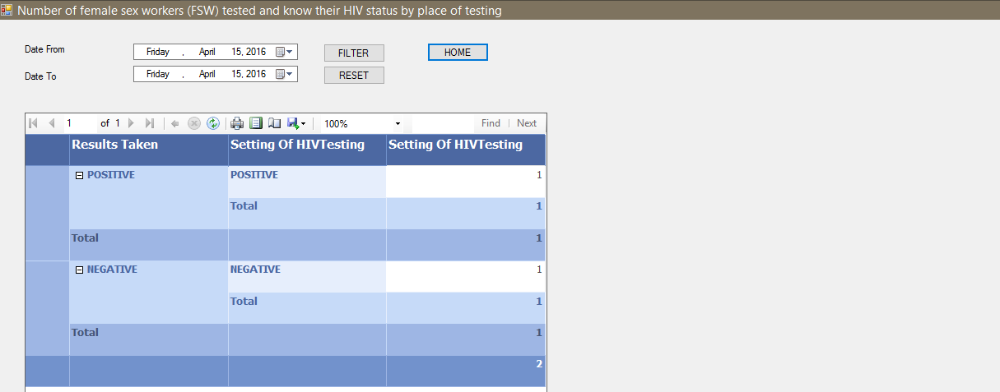 Number of female sex workers (FSW) tested and know their HIV status by place of testing
Date From Friday , April 15, 2016 FILTER HOME
Date To Friday , April 15, 2016 RESET
1 of 1 100% Find | Next
Results Taken Setting Of HIVTesting Setting Of HIVTesting
POSITIVE POSITIVE 1
Total 1
Total 1
NEGATIVE NEGATIVE 1
Total 1
Total 1
2